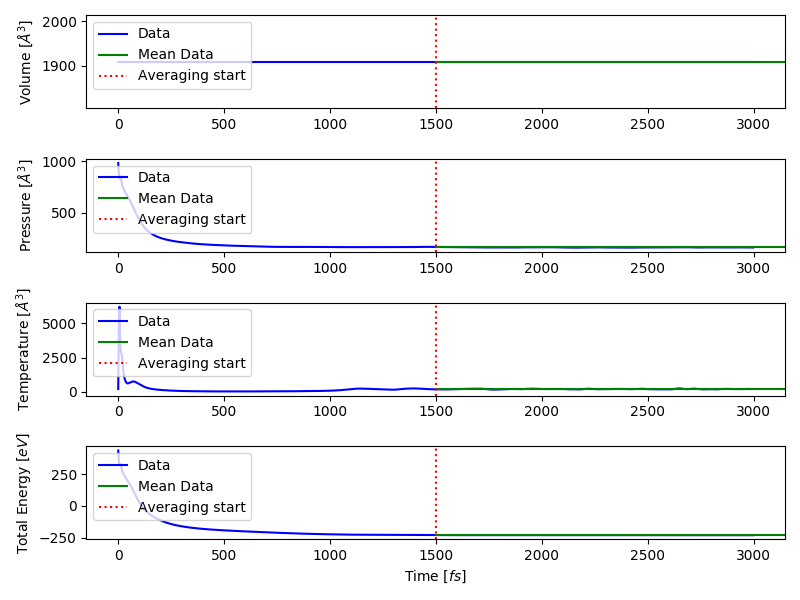 Volume [Å³]
2000
1900
Data
Mean Data
Averaging start
0 500 1000 1500 2000 2500 3000
Pressure [Å³]
1000
500
Data
Mean Data
Averaging start
0 500 1000 1500 2000 2500 3000
Temperature [Å³]
5000
2500
0
Data
Mean Data
Averaging start
0 500 1000 1500 2000 2500 3000
Total Energy [eV]
250
0
−250
Data
Mean Data
Averaging start
0 500 1000 1500 2000 2500 3000
Time [fs]